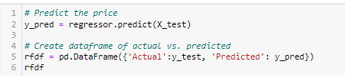 1 # Predict the price
2 y_pred = regressor.predict(X_test)
3
4 # Create dataframe of actual vs. predicted
5 rfdf = pd.DataFrame({'Actual':y_test, 'Predicted': y_pred})
6 rfdf